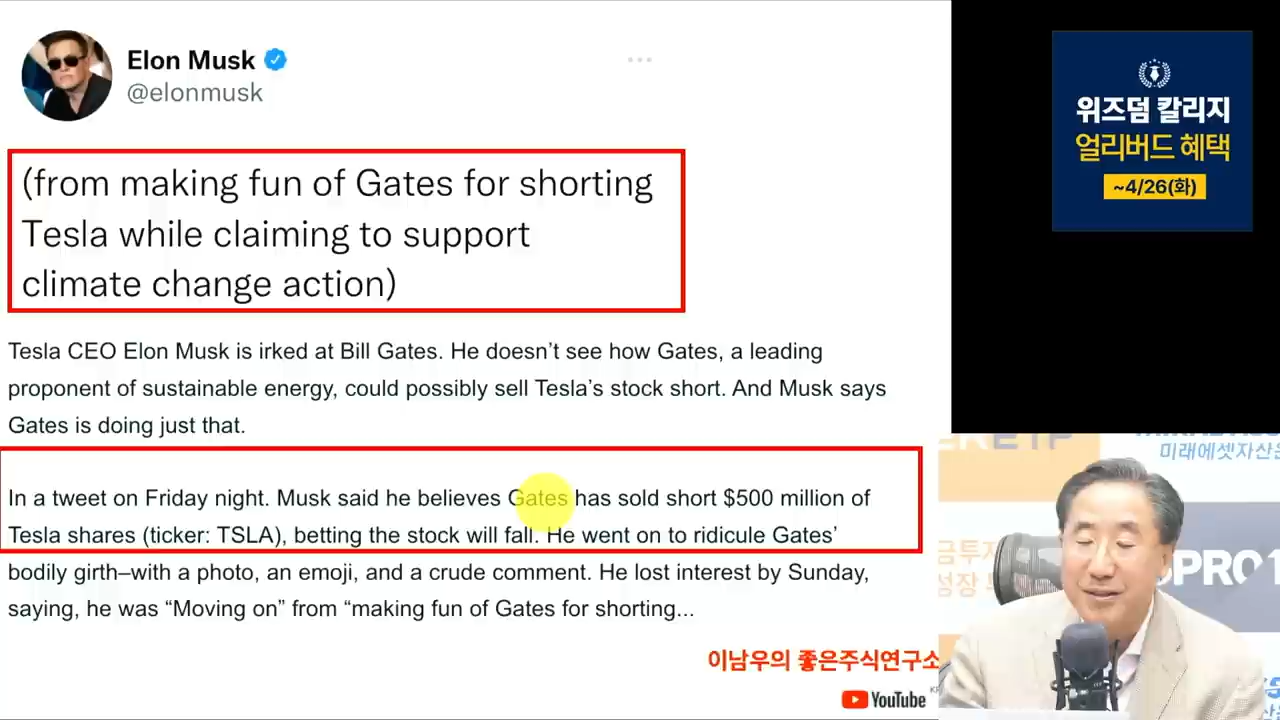 Elon Musk
@elonmusk
(from making fun of Gates for shorting
Tesla while claiming to support
climate change action)
Tesla CEO Elon Musk is irked at Bill Gates. He doesn’t see how Gates, a leading
proponent of sustainable energy, could possibly sell Tesla’s stock short. And Musk says
Gates is doing just that.
In a tweet on Friday night. Musk said he believes Gates has sold short $500 million of
Tesla shares (ticker: TSLA), betting the stock will fall. He went on to ridicule Gates’
bodily girth–with a photo, an emoji, and a crude comment. He lost interest by Sunday,
saying, he was “Moving on” from “making fun of Gates for shorting...
이남우의 좋은주식연구소
YouTube
위즈덤 칼리지
얼리버드 혜택
~4/26(화)
미래에셋자산
금투자
성장
PRO